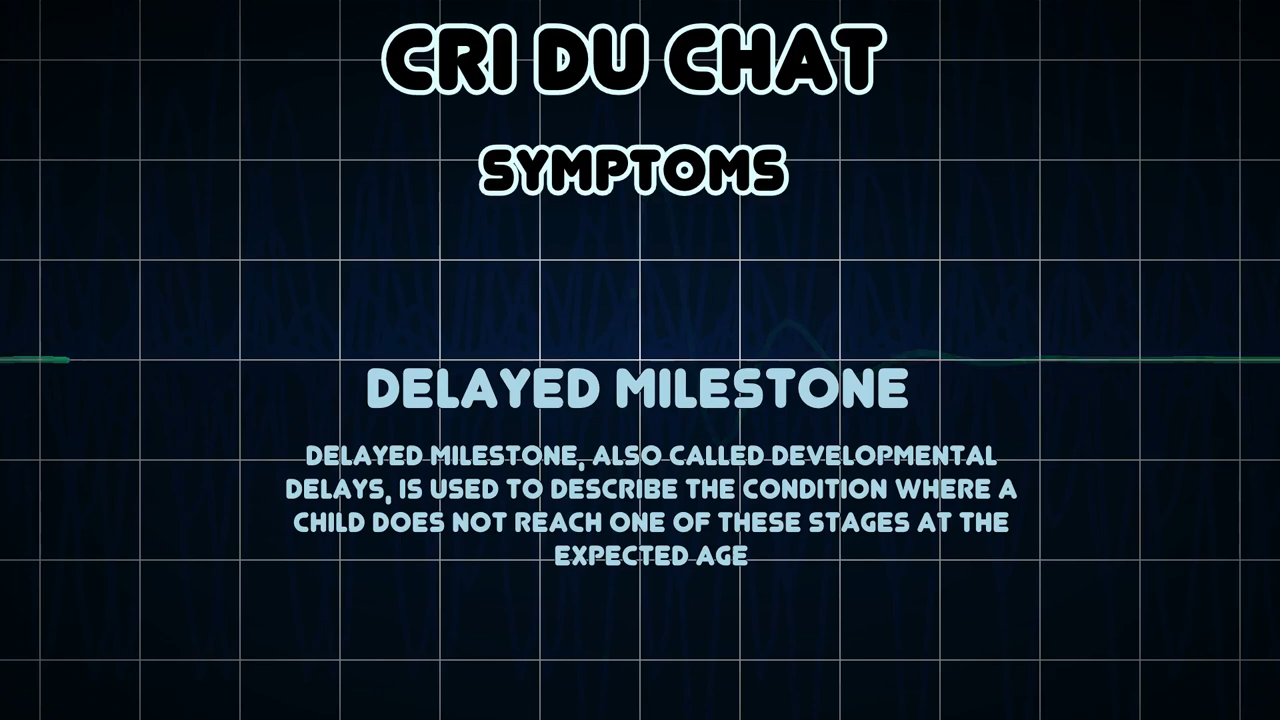 CRI DU CHAT
SYMPTOMS
DELAYED MILESTONE
DELAYED MILESTONE, ALSO CALLED DEVELOPMENTAL
DELAYS, IS USED TO DESCRIBE THE CONDITION WHERE A
CHILD DOES NOT REACH ONE OF THESE STAGES AT THE
EXPECTED AGE